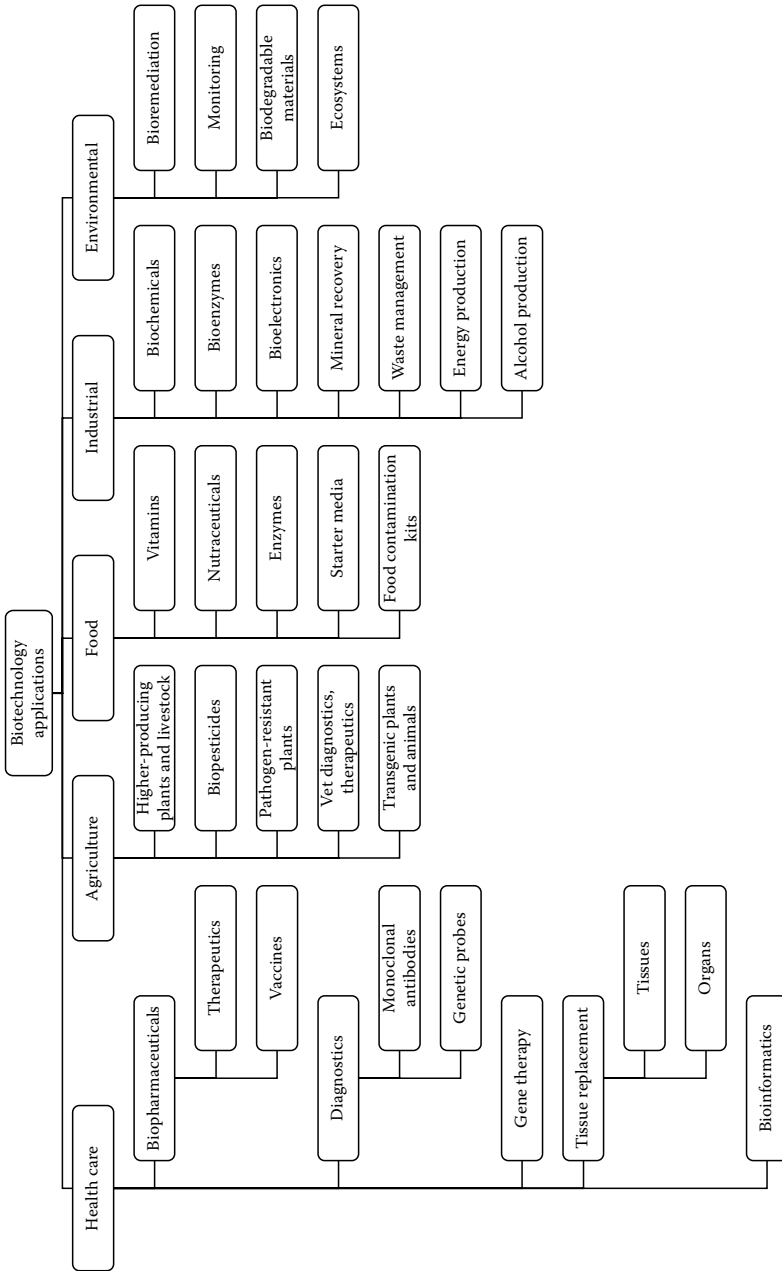 Biotechnology
applications
Health care
Biopharmaceuticals
Therapeutics
Vaccines
Diagnostics
Monoclonal
antibodies
Genetic probes
Gene therapy
Tissue replacement
Tissues
Organs
Bioinformatics
Agriculture
Higher-producing
plants and livestock
Biopesticides
Pathogen-resistant
plants
Vet diagnostics,
therapeutics
Transgenic plants
and animals
Food
Vitamins
Nutraceuticals
Enzymes
Starter media
Food contamination
kits
Industrial
Biochemicals
Bioenzymes
Bioelectronics
Mineral recovery
Waste management
Energy production
Alcohol production
Environmental
Bioremediation
Monitoring
Biodegradable
materials
Ecosystems